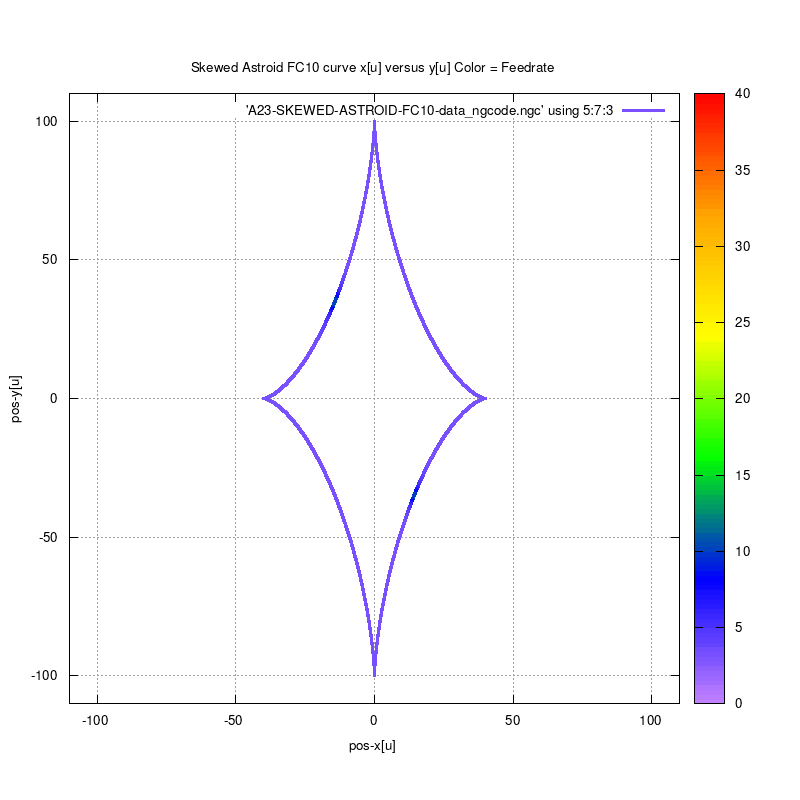 Skewed Astroid FC10 curve x[u] versus y[u] Color = Feedrate
'A23-SKEWED-ASTROID-FC10-data_ngcode.ngc' using 5:7:3
100
50
0
-50
-100
pos-y[u]
-100 -50 0 50 100
pos-x[u]
40
35
30
25
20
15
10
5
0